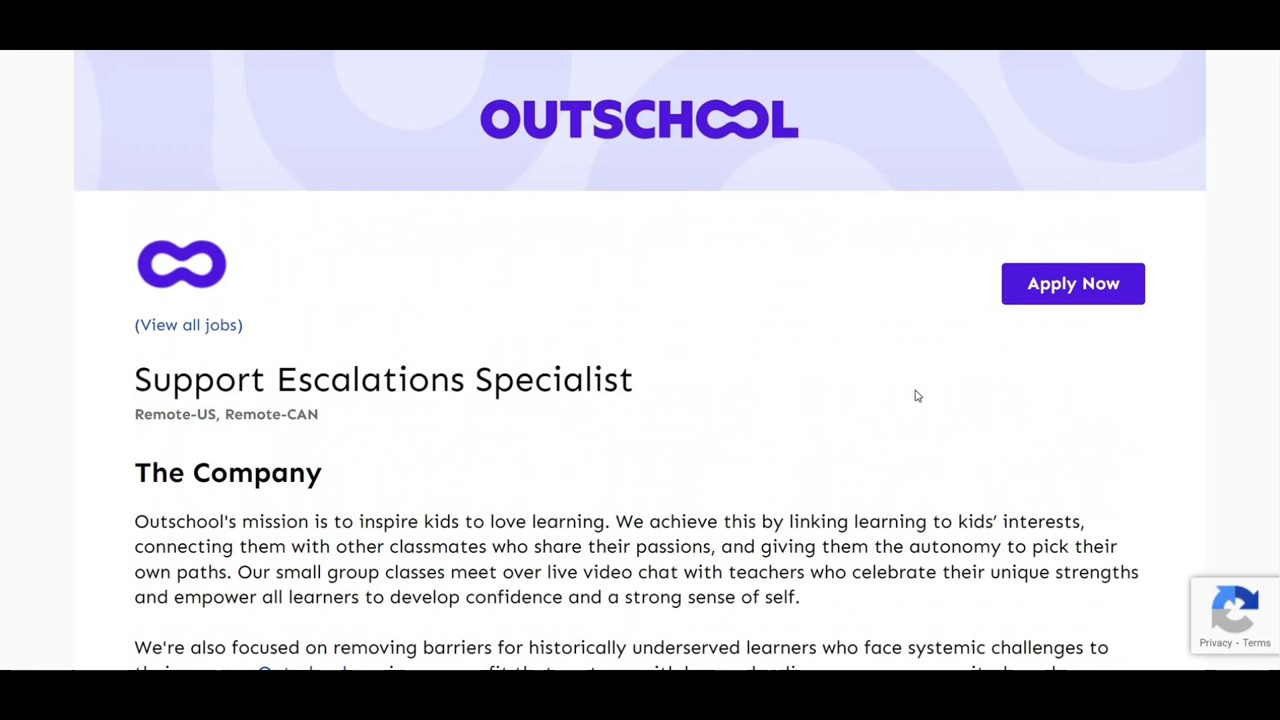 OUTSCHOOL
Apply Now
(View all jobs)
Support Escalations Specialist
Remote-US, Remote-CAN
The Company
Outschool's mission is to inspire kids to love learning. We achieve this by linking learning to kids’ interests,
connecting them with other classmates who share their passions, and giving them the autonomy to pick their
own paths. Our small group classes meet over live video chat with teachers who celebrate their unique strengths
and empower all learners to develop confidence and a strong sense of self.
Privacy - Terms
We're also focused on removing barriers for historically underserved learners who face systemic challenges to